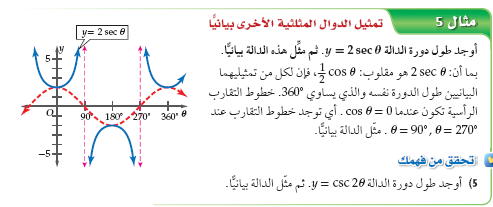 مثال 5 تمثيل الدوال المثلثية الأخرى بيانيًّا
أوجد طول دورة الدالة y = 2 sec θ. ثم مثِّل هذه الدالة بيانيًّا.
بما أن: 2 sec θ هو مقلوب: ½ cos θ، فإن لكل من تمثيليهما
البيانيين طول الدورة نفسه والذي يساوي 360°. خطوط التقارب
الرأسية تكون عندما cos θ = 0 . أي توجد خطوط التقارب عند
θ = 90°, θ = 270° . مثّل الدالة بيانيًّا.
y = 2 sec θ
y
5
O
90° 180° 270° 360° θ
−5
تحقق من فهمك
5) أوجد طول دورة الدالة y = csc 2θ. ثم مثّل الدالة بيانيًّا.